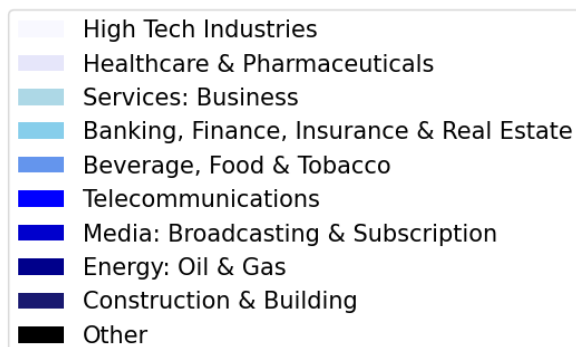 High Tech Industries
Healthcare & Pharmaceuticals
Services: Business
Banking, Finance, Insurance & Real Estate
Beverage, Food & Tobacco
Telecommunications
Media: Broadcasting & Subscription
Energy: Oil & Gas
Construction & Building
Other